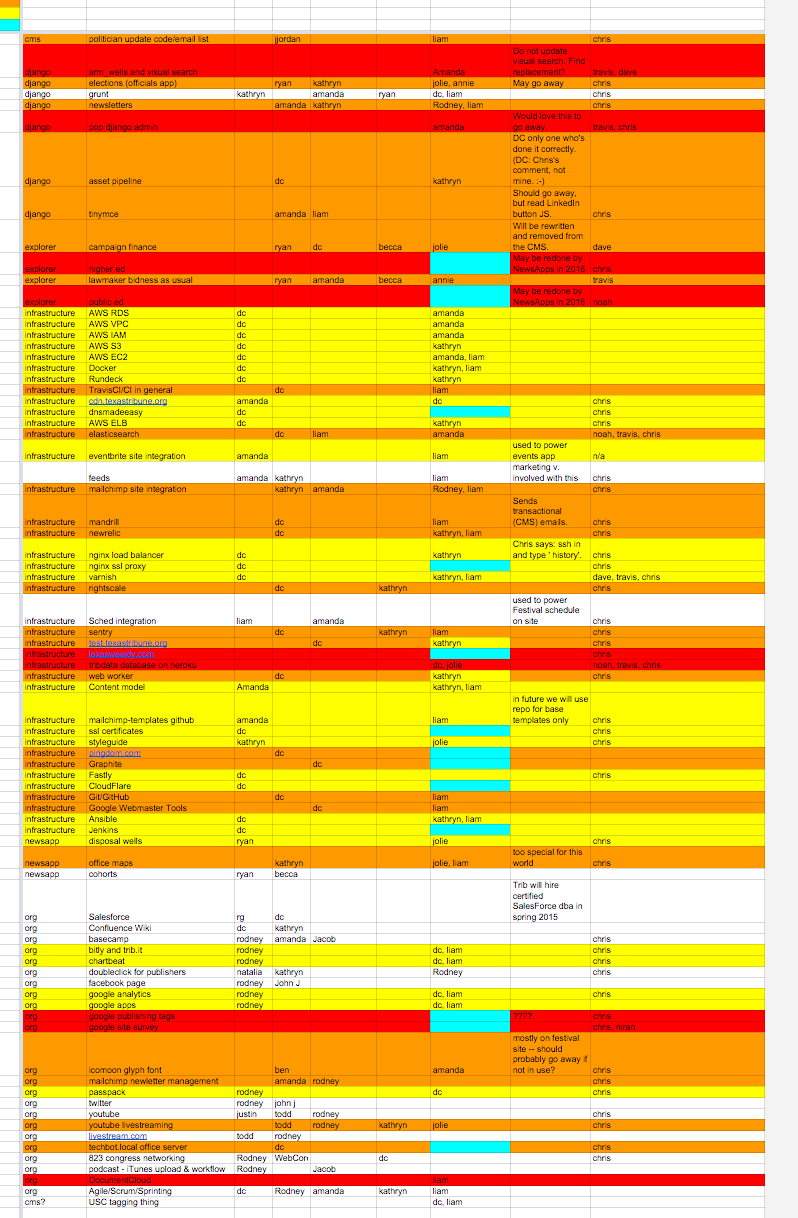 cms politician update code/email list jjordan liam chris
django arm_wells and visual search Amanda Do not update visual search. Find replacement? travis, dave
django elections (officials app) ryan kathryn jolie, annie May go away chris
django grunt kathryn amanda ryan dc, liam chris
django newsletters amanda kathryn Rodney, liam chris
django pop django admin amanda Would love this to go away. travis, chris
django asset pipeline dc kathryn DC only one who's done it correctly. (DC: Chris's comment, not mine. :-)
django tinymce amanda liam Should go away, but read LinkedIn button JS. chris
explorer campaign finance ryan dc becca jolie Will be rewritten and removed from the CMS. dave
explorer higher ed May be redone by NewsApps in 2015 chris
explorer lawmaker bidness as usual ryan amanda becca annie travis
explorer public ed May be redone by NewsApps in 2015 noah
infrastructure AWS RDS dc amanda
infrastructure AWS VPC dc amanda
infrastructure AWS IAM dc amanda
infrastructure AWS S3 dc kathryn
infrastructure AWS EC2 dc amanda, liam
infrastructure Docker dc kathryn, liam
infrastructure Rundeck dc kathryn
infrastructure TravisCI/CI in general dc liam
infrastructure cdn.texastribune.org amanda dc chris
infrastructure dnsmadeeasy dc chris
infrastructure AWS ELB dc kathryn chris
infrastructure elasticsearch dc liam amanda noah, travis, chris
infrastructure eventbrite site integration amanda liam used to power events app n/a
feeds amanda kathryn liam marketing v. involved with this chris
infrastructure mailchimp site integration kathryn amanda Rodney, liam chris
infrastructure mandrill dc liam Sends transactional (CMS) emails. chris
infrastructure newrelic dc kathryn, liam chris
infrastructure nginx load balancer dc kathryn Chris says: ssh in and type ' history'. chris
infrastructure nginx ssl proxy dc chris
infrastructure varnish dc kathryn, liam dave, travis, chris
infrastructure rightscale dc kathryn chris
infrastructure Sched integration liam amanda used to power Festival schedule on site chris
infrastructure sentry dc kathryn liam chris
infrastructure test.texastribune.org dc kathryn chris
infrastructure texasweekly.com chris
infrastructure tribdata database on heroku dc, jolie noah, travis, chris
infrastructure web worker dc kathryn chris
infrastructure Content model Amanda kathryn, liam
infrastructure mailchimp-templates github amanda liam in future we will use repo for base templates only chris
infrastructure ssl certificates dc chris
infrastructure styleguide kathryn jolie chris
infrastructure pingdom.com dc
infrastructure Graphite dc
infrastructure Fastly dc chris
infrastructure CloudFlare dc
infrastructure Git/GitHub dc liam
infrastructure Google Webmaster Tools dc liam
infrastructure Ansible dc kathryn, liam
infrastructure Jenkins dc
newsapp disposal wells ryan jolie chris
newsapp office maps kathryn jolie, liam too special for this world chris
newsapp cohorts ryan becca
org Salesforce rg dc Trib will hire certified SalesForce dba in spring 2015
org Confluence Wiki dc kathryn
org basecamp rodney amanda Jacob chris
org bitly and trib.it rodney dc, liam chris
org chartbeat rodney dc, liam chris
org doubleclick for publishers natalia kathryn Rodney chris
org facebook page rodney John J
org google analytics rodney dc, liam chris
org google apps rodney dc, liam
org google publishing tags ???? chris
org google site survey chris, niran
org icomoon glyph font ben amanda mostly on festival site -- should probably go away if not in use? chris
org mailchimp newletter management amanda rodney chris
org passpack rodney dc chris
org twitter rodney john j
org youtube justin todd rodney chris
org youtube livestreaming todd rodney kathryn jolie chris
org livestream.com todd rodney
org techbot.local office server dc chris
org 823 congress networking Rodney WebCor dc chris
org podcast - iTunes upload & workflow Rodney Jacob
org DocumentCloud liam
org Agile/Scrum/Sprinting dc Rodney amanda kathryn liam
cms? USC tagging thing dc, liam